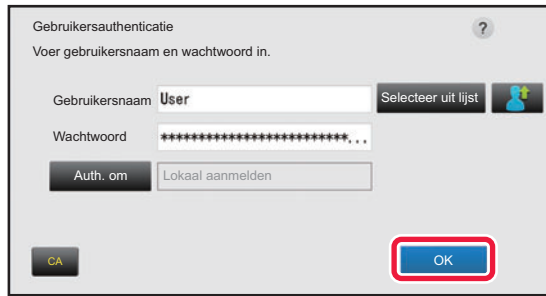 Gebruikersauthenticatie
?
Voer gebruikersnaam en wachtwoord in.
Gebruikersnaam User Selecteer uit lijst
Wachtwoord **************************...
Auth. om Lokaal aanmelden
CA OK